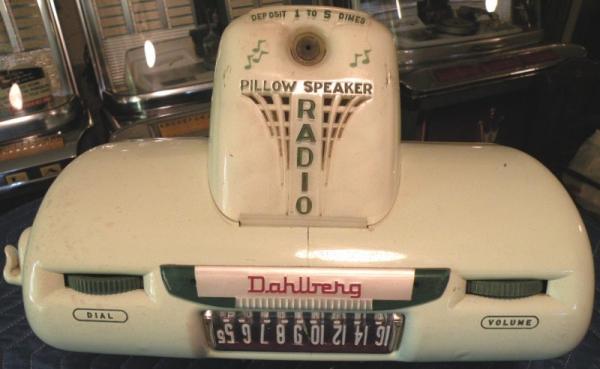 DEPOSIT 1 TO 5 DIMES
PILLOW SPEAKER
RADIO
Dahlberg
DIAL
VOLUME
16 14 12 10 9 8 7 6 5.5